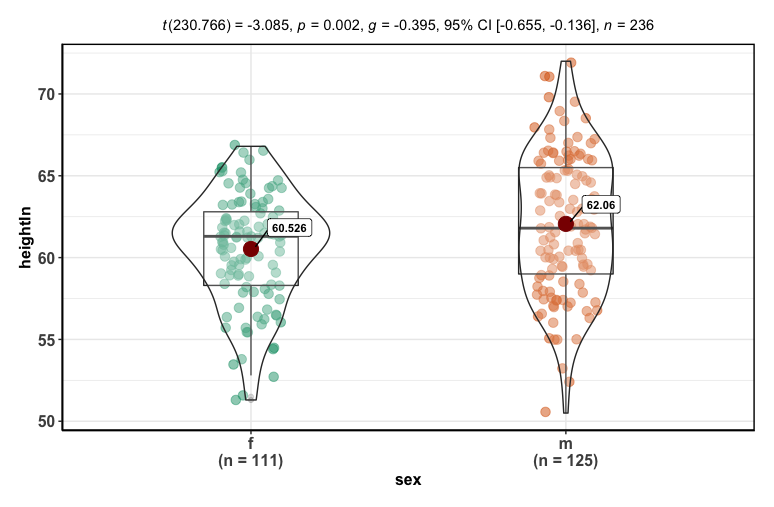 t(230.766) = -3.085, p = 0.002, g = -0.395, 95% CI [-0.655, -0.136], n = 236
heightIn
70
65
60
55
50
60.526
62.06
f
(n = 111)
m
(n = 125)
sex